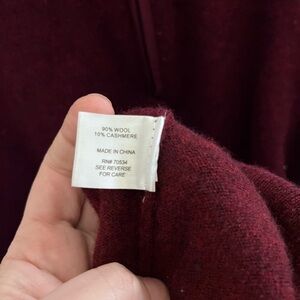 90% WOOL
10% CASHMERE
MADE IN CHINA
RN# 70534
SEE REVERSE
FOR CARE